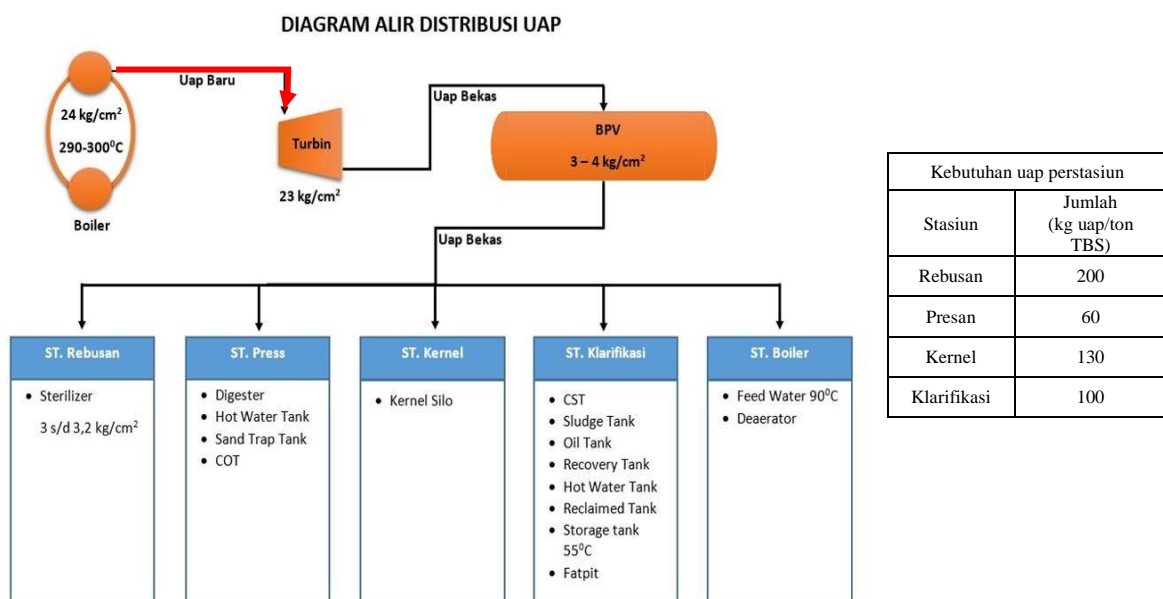 DIAGRAM ALIR DISTRIBUSI UAP
Uap Baru
24 kg/cm²
290-300⁰C
Boiler
Turbin
23 kg/cm²
Uap Bekas
BPV
3 – 4 kg/cm²
Uap Bekas
ST. Rebusan
• Sterilizer
3 s/d 3,2 kg/cm²
ST. Press
• Digester
• Hot Water Tank
• Sand Trap Tank
• COT
ST. Kernel
• Kernel Silo
ST. Klarifikasi
• CST
• Sludge Tank
• Oil Tank
• Recovery Tank
• Hot Water Tank
• Reclaimed Tank
• Storage tank
55⁰C
• Fatpit
ST. Boiler
• Feed Water 90⁰C
• Deaerator
Kebutuhan uap perstasiun
Stasiun
Jumlah
(kg uap/ton
TBS)
Rebusan 200
Presan 60
Kernel 130
Klarifikasi 100